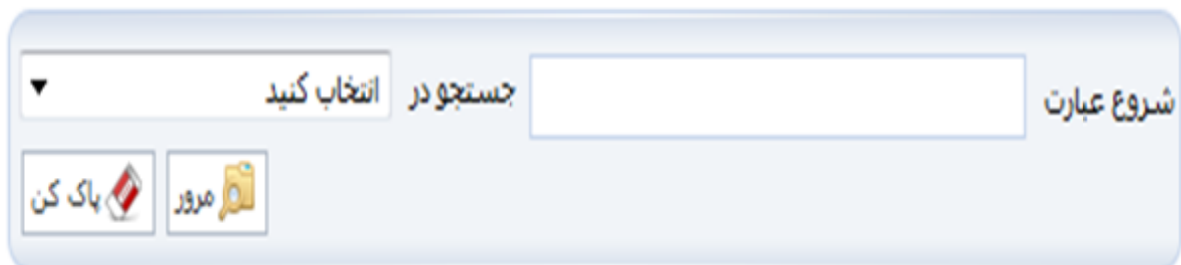 شروع عبارت جستجو در انتخاب کنید
مرور پاک کن